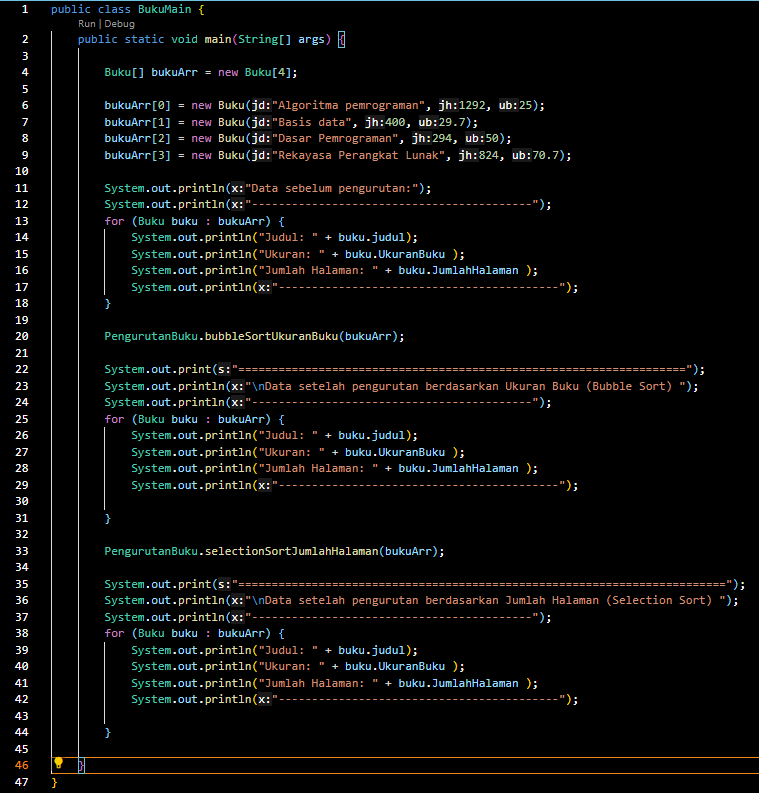 1 public class BukuMain {
Run | Debug
2 public static void main(String[] args) {
3
4 Buku[] bukuArr = new Buku[4];
5
6 bukuArr[0] = new Buku(jd:"Algoritma pemrograman", jh:1292, ub:25);
7 bukuArr[1] = new Buku(jd:"Basis data", jh:400, ub:29.7);
8 bukuArr[2] = new Buku(jd:"Dasar Pemrograman", jh:294, ub:50);
9 bukuArr[3] = new Buku(jd:"Rekayasa Perangkat Lunak", jh:824, ub:70.7);
10
11 System.out.println(x:"Data sebelum pengurutan:");
12 System.out.println(x:"------------------------------------------");
13 for (Buku buku : bukuArr) {
14 System.out.println("Judul: " + buku.judul);
15 System.out.println("Ukuran: " + buku.UkuranBuku );
16 System.out.println("Jumlah Halaman: " + buku.JumlahHalaman );
17 System.out.println(x:"------------------------------------------");
18 }
19
20 PengurutanBuku.bubbleSortUkuranBuku(bukuArr);
21
22 System.out.print(s:"===================================================================");
23 System.out.println(x:"\nData setelah pengurutan berdasarkan Ukuran Buku (Bubble Sort) ");
24 System.out.println(x:"------------------------------------------");
25 for (Buku buku : bukuArr) {
26 System.out.println("Judul: " + buku.judul);
27 System.out.println("Ukuran: " + buku.UkuranBuku );
28 System.out.println("Jumlah Halaman: " + buku.JumlahHalaman );
29 System.out.println(x:"------------------------------------------");
30
31 }
32
33 PengurutanBuku.selectionSortJumlahHalaman(bukuArr);
34
35 System.out.print(s:"=========================================================================");
36 System.out.println(x:"\nData setelah pengurutan berdasarkan Jumlah Halaman (Selection Sort) ");
37 System.out.println(x:"------------------------------------------");
38 for (Buku buku : bukuArr) {
39 System.out.println("Judul: " + buku.judul);
40 System.out.println("Ukuran: " + buku.UkuranBuku );
41 System.out.println("Jumlah Halaman: " + buku.JumlahHalaman );
42 System.out.println(x:"------------------------------------------");
43
44 }
45
46 }
47 }